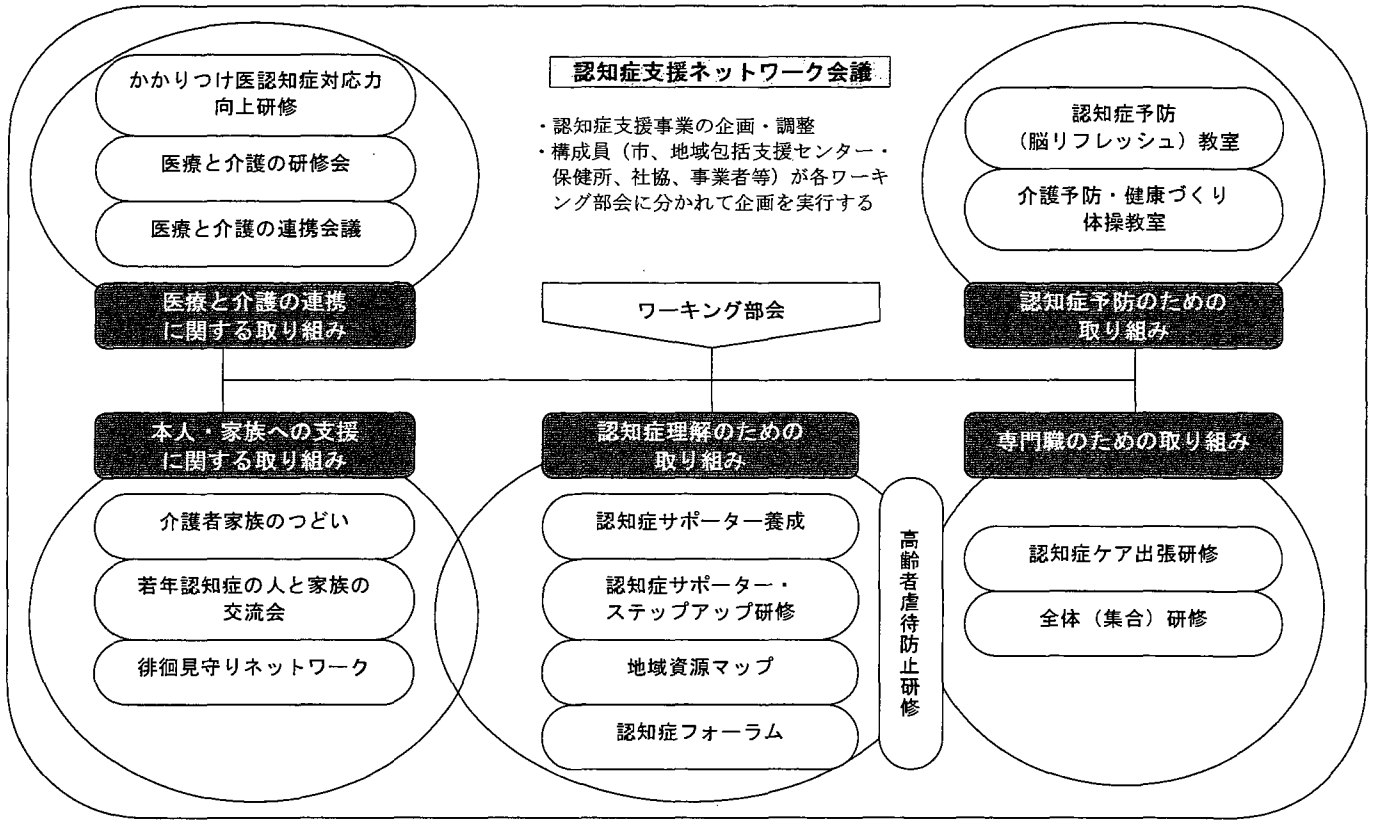 認知症支援ネットワーク会議
・認知症支援事業の企画・調整
・構成員（市、地域包括支援センター・
保健所、社協、事業者等）が各ワーキ
ング部会に分かれて企画を実行する
かかりつけ医認知症対応力
向上研修
医療と介護の研修会
医療と介護の連携会議
医療と介護の連携
に関する取り組み
ワーキング部会
認知症予防
（脳リフレッシュ）教室
介護予防・健康づくり
体操教室
認知症予防のための
取り組み
本人・家族への支援
に関する取り組み
介護者家族のつどい
若年認知症の人と家族の
交流会
徘徊見守りネットワーク
認知症理解のための
取り組み
認知症サポーター養成
認知症サポーター・
ステップアップ研修
地域資源マップ
認知症フォーラム
高齢者虐待防止研修
専門職のための取り組み
認知症ケア出張研修
全体（集合）研修